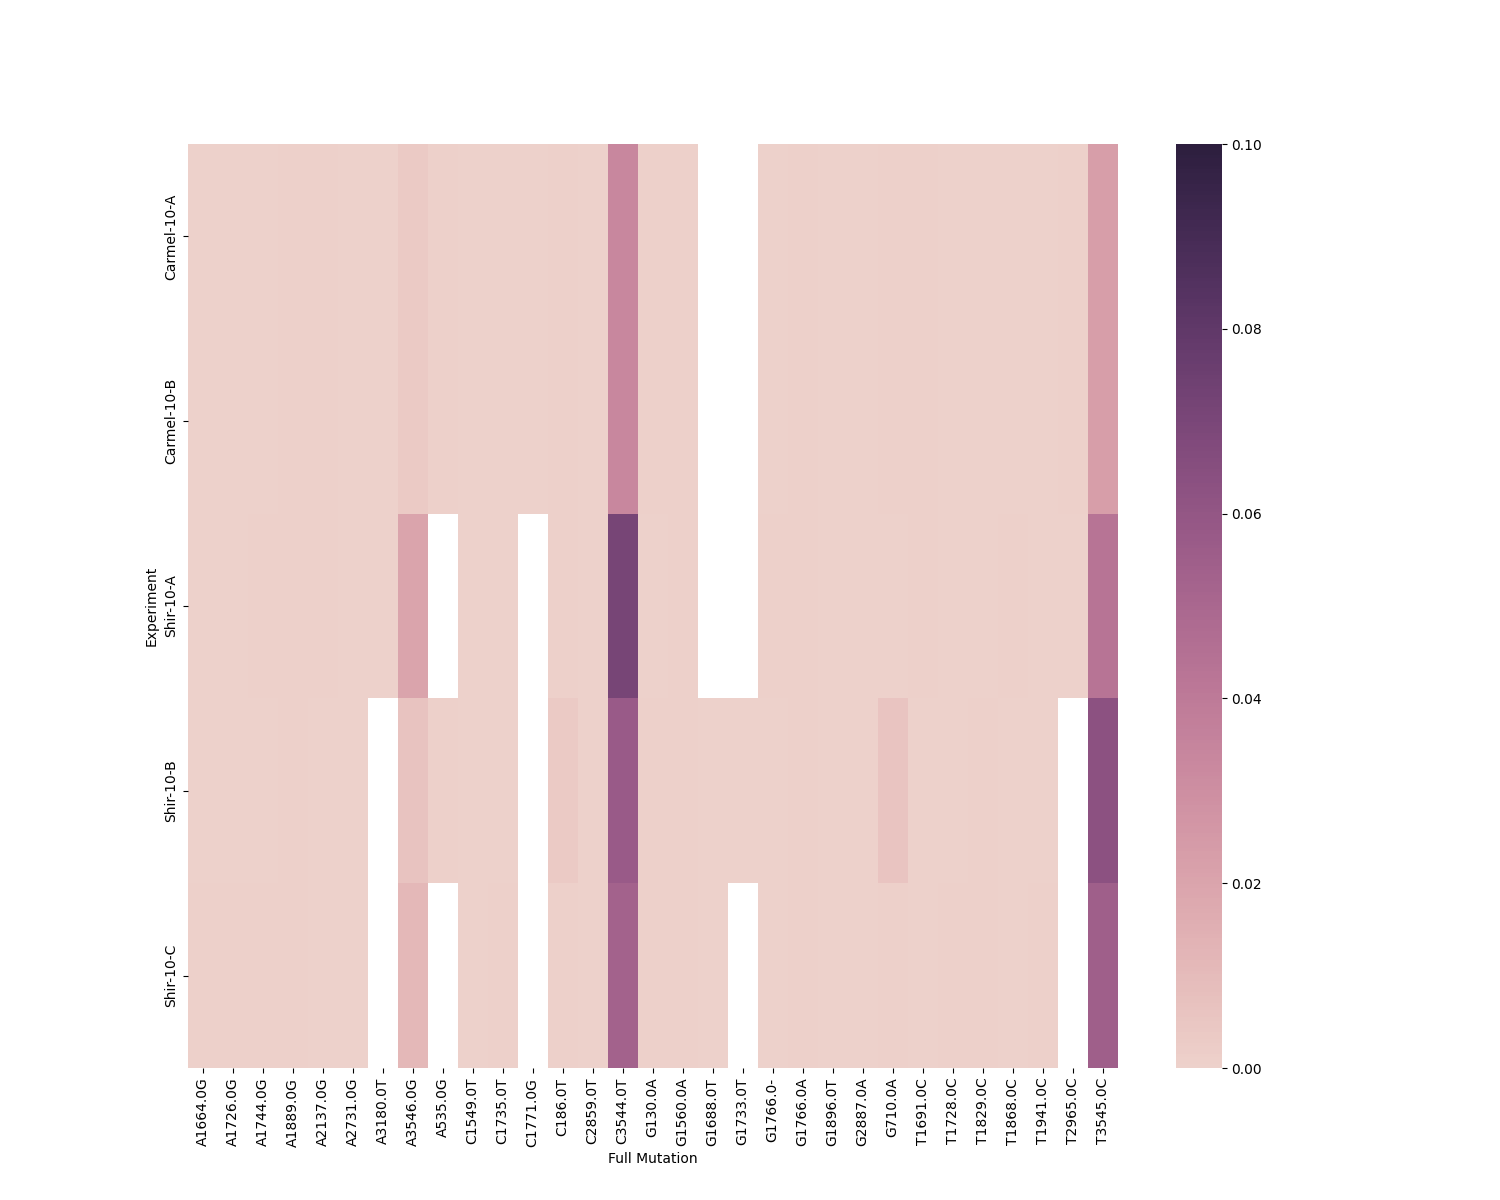 0.10
0.08
0.06
0.04
0.02
0.00
Experiment
Carmel-10-A
Carmel-10-B
Shir-10-A
Shir-10-B
Shir-10-C
A1664.0G
A1726.0G
A1744.0G
A1889.0G
A2137.0G
A2731.0G
A3180.0T
A3546.0G
A535.0G
C1549.0T
C1735.0T
C1771.0G
C186.0T
C2859.0T
C3544.0T
G130.0A
G1560.0A
G1688.0T
G1733.0T
G1766.0-
G1766.0A
G1896.0T
G2887.0A
G710.0A
T1691.0C
T1728.0C
T1829.0C
T1868.0C
T1941.0C
T2965.0C
T3545.0C
Full Mutation